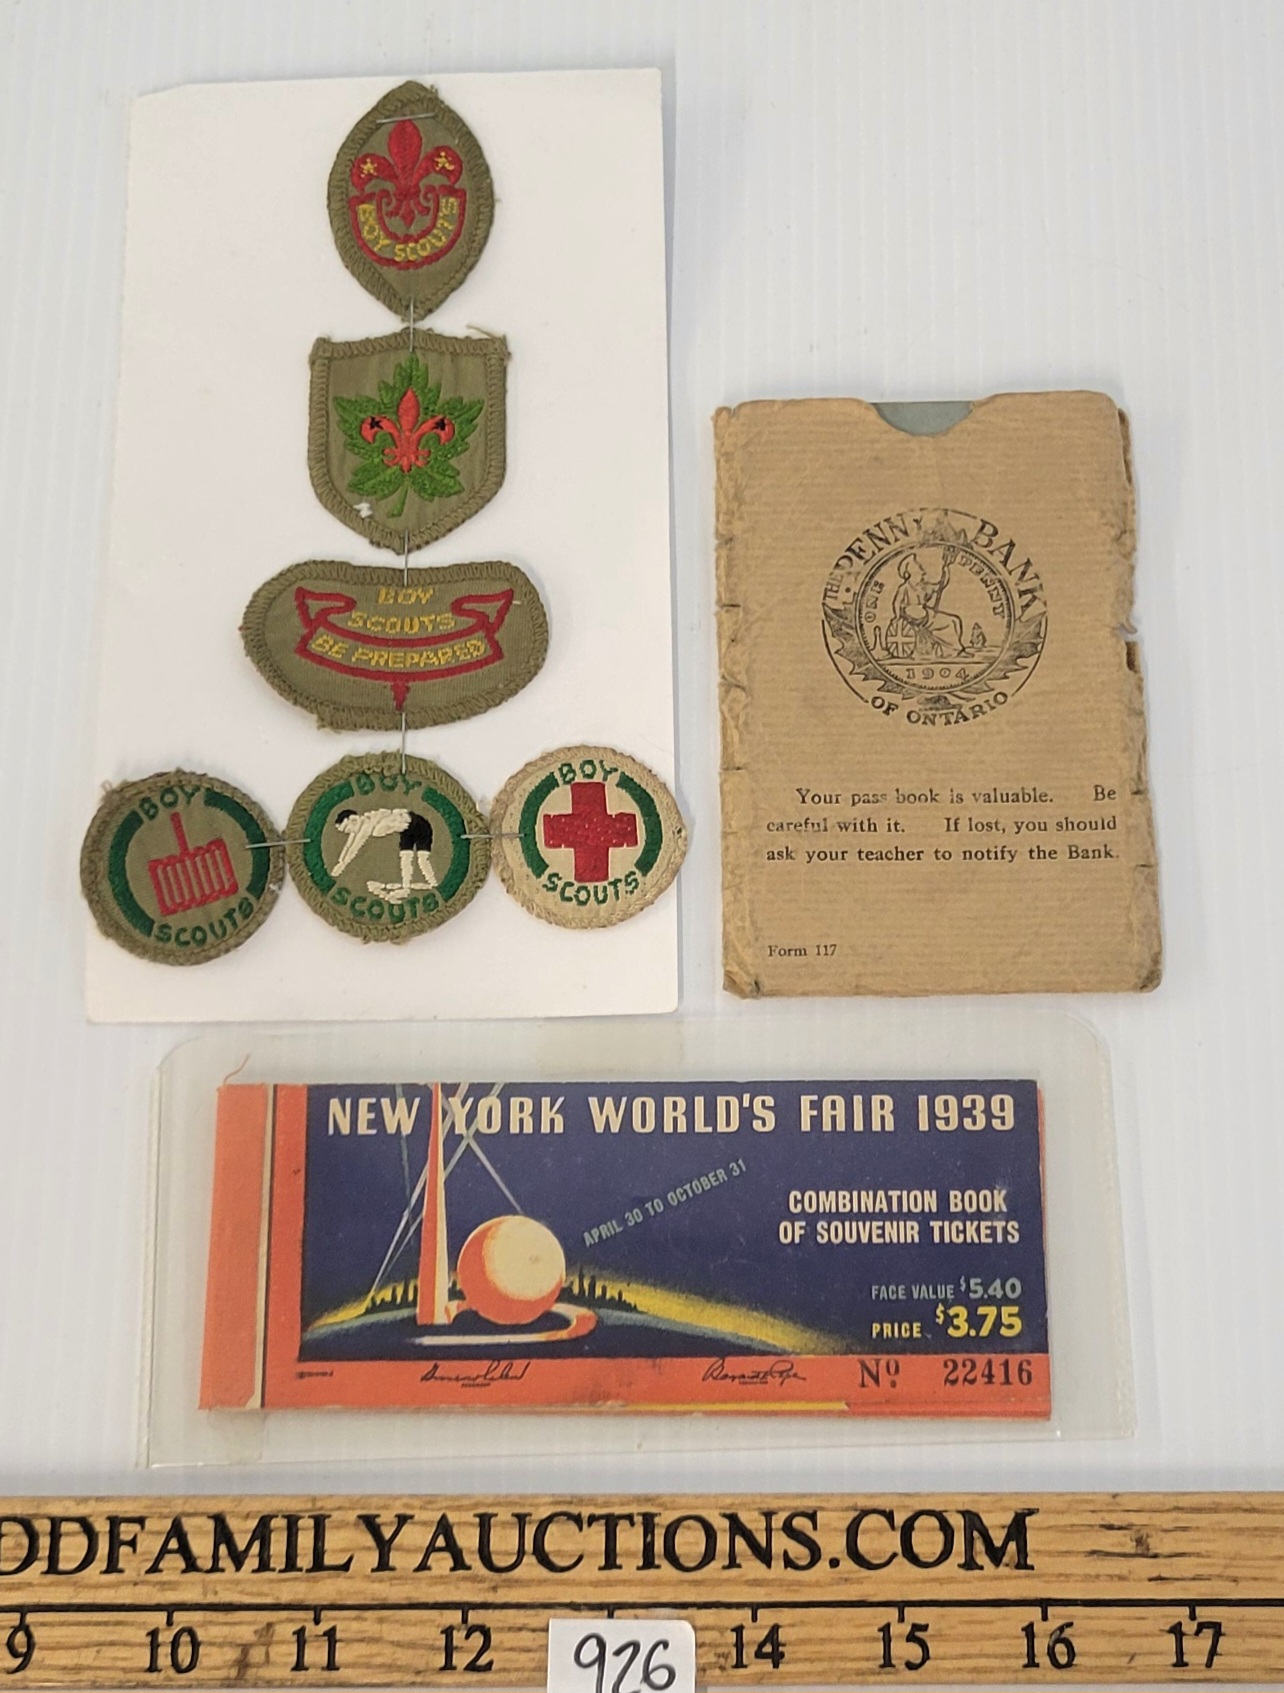 BOY SCOUTS
BOY
SCOUTS
BE PREPARED
BOY
SCOUTS
BOY
SCOUTS
BOY
SCOUTS
THE PENNY BANK
ONE PENNY
1904
OF ONTARIO
Your pass book is valuable. Be
careful with it. If lost, you should
ask your teacher to notify the Bank.
Form 117
NEW YORK WORLD'S FAIR 1939
APRIL 30 TO OCTOBER 31
COMBINATION BOOK
OF SOUVENIR TICKETS
FACE VALUE $5.40
PRICE $3.75
Nº 22416
DDFAMILYAUCTIONS.COM
9 10 11 12 14 15 16 17
926